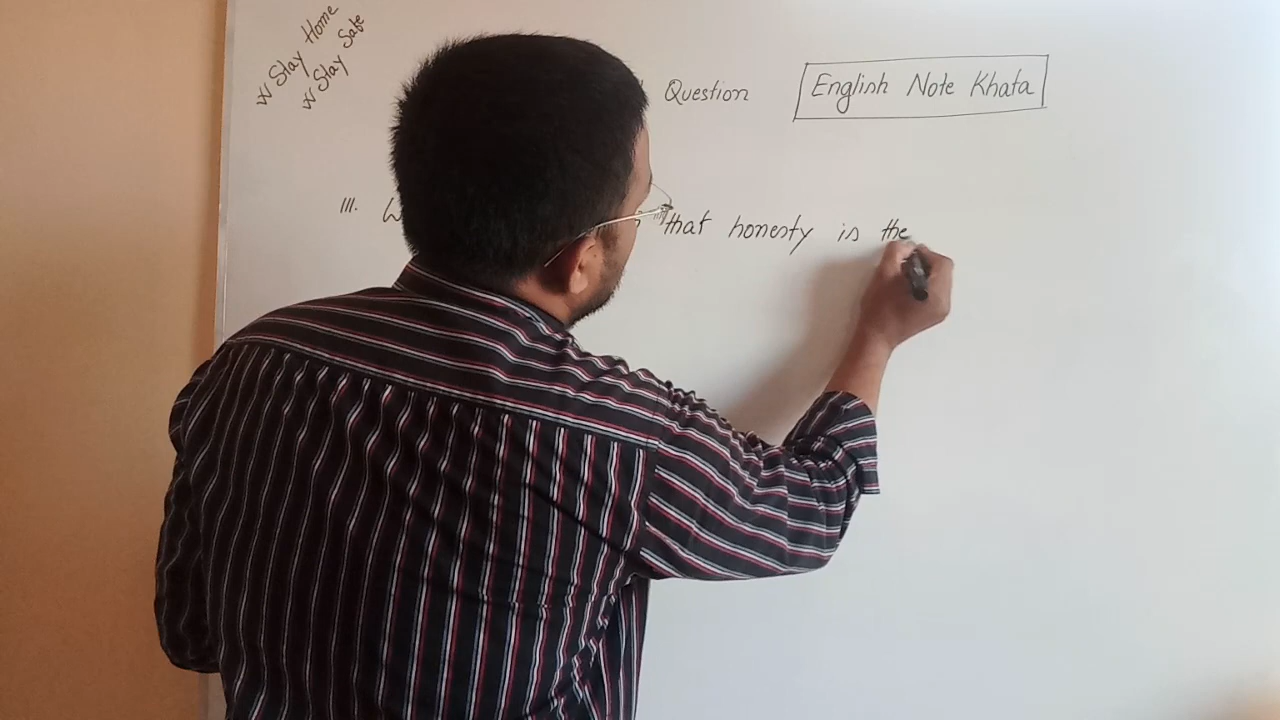 w Stay Home
w Stay Safe
Question
English Note Khata
III. that honesty is the